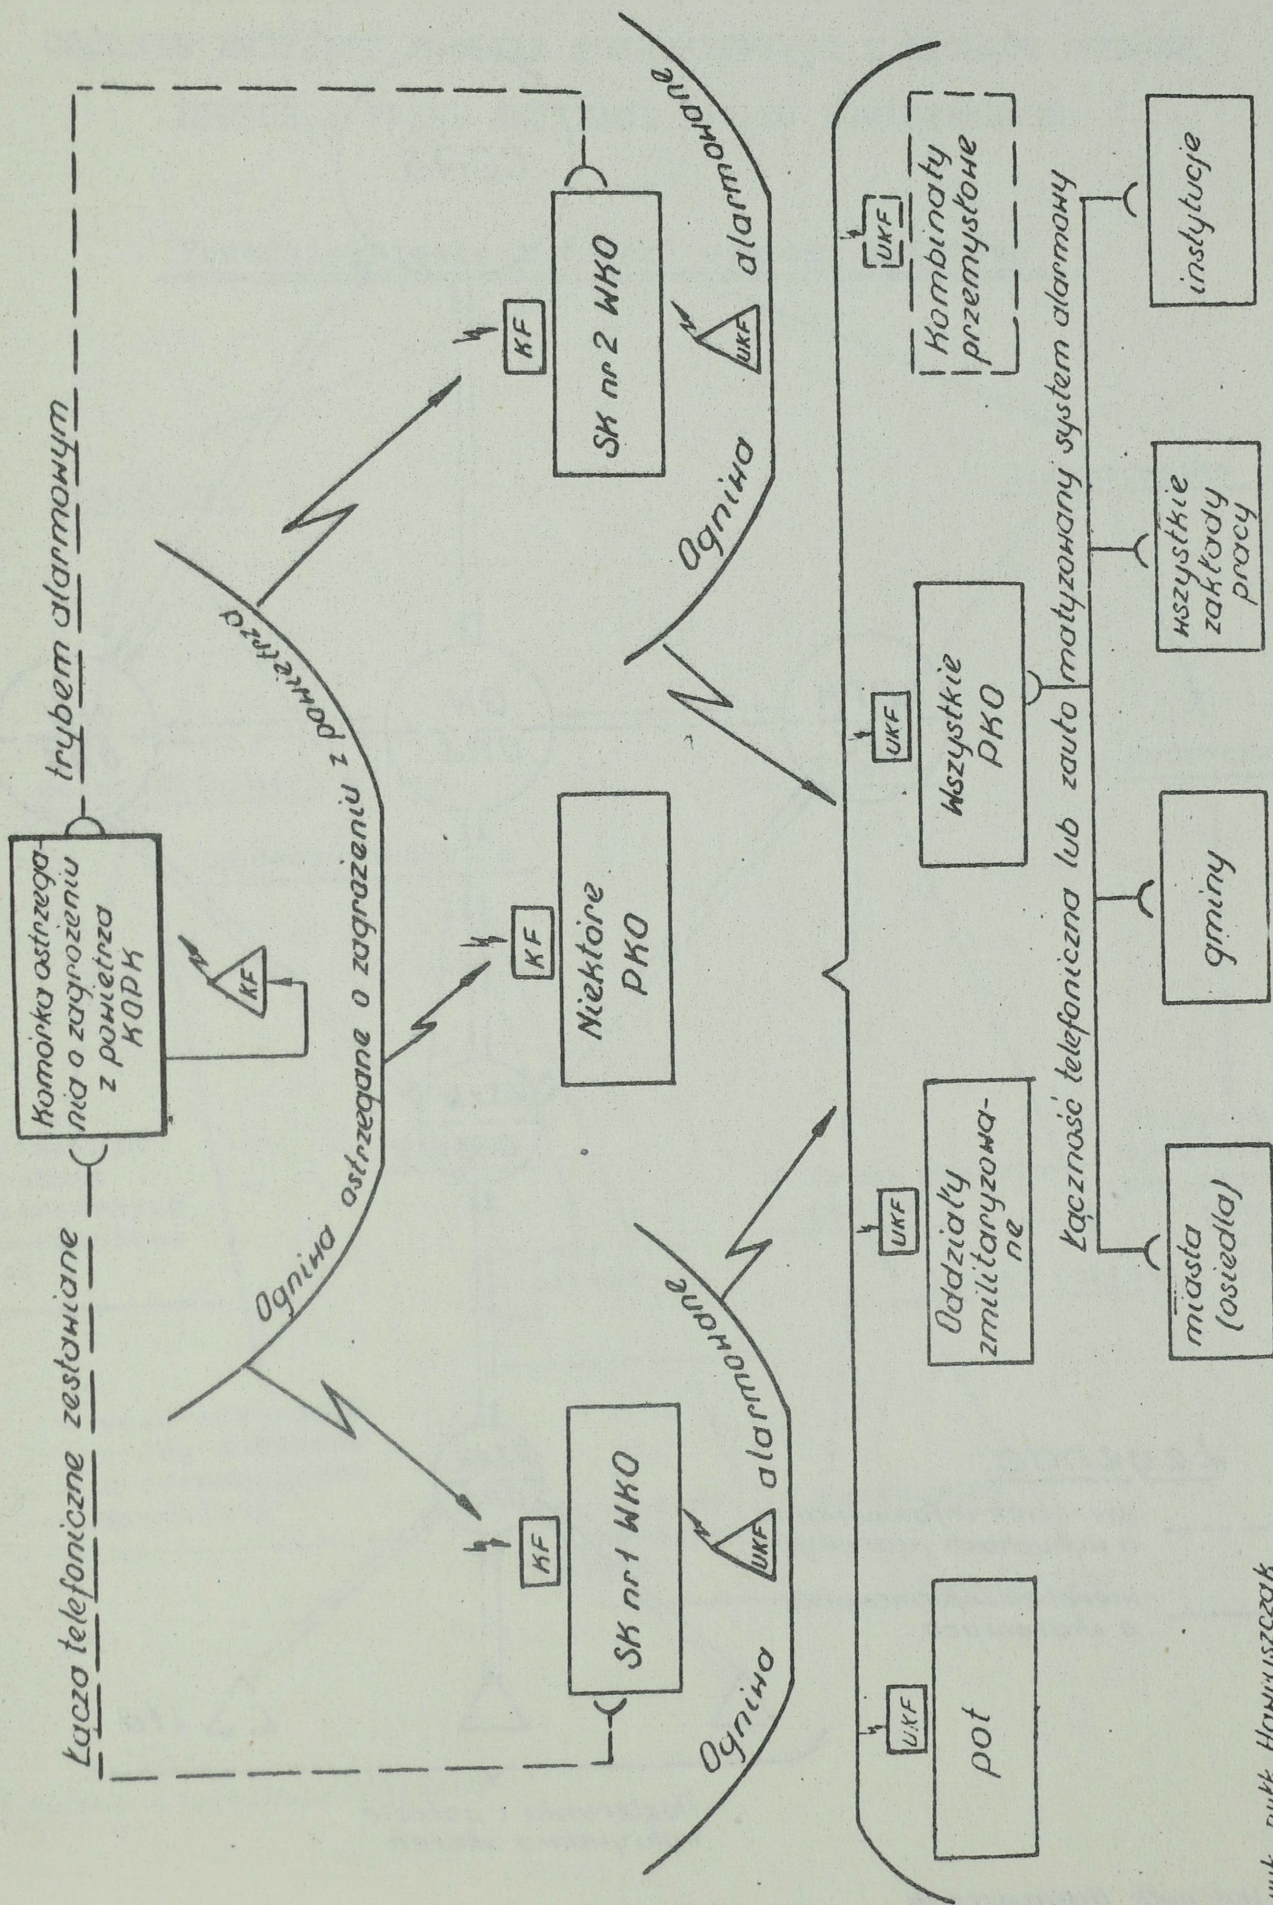 Łącza telefoniczne zestawiane trybem alarmowym
Komórka ostrzega-
nia o zagrożeniu
z powietrza
KOPK
KF
Ogniwa ostrzegane o zagrożeniu z powietrza
KF
SK nr 1 WKO
UKF
Ogniwa alarmowane
KF
Niektóre
PKO
KF
SK nr 2 WKO
UKF
Ogniwa alarmowane
UKF
pot
UKF
Oddziały
zmilitaryzowa-
ne
UKF
Wszystkie
PKO
UKF
Kombinaty
przemysłowe
Łączność telefoniczna lub zautomatyzowany system alarmowy
miasta
(osiedla)
gminy
wszystkie
zakłady
pracy
instytucje
płk Hawruszczak